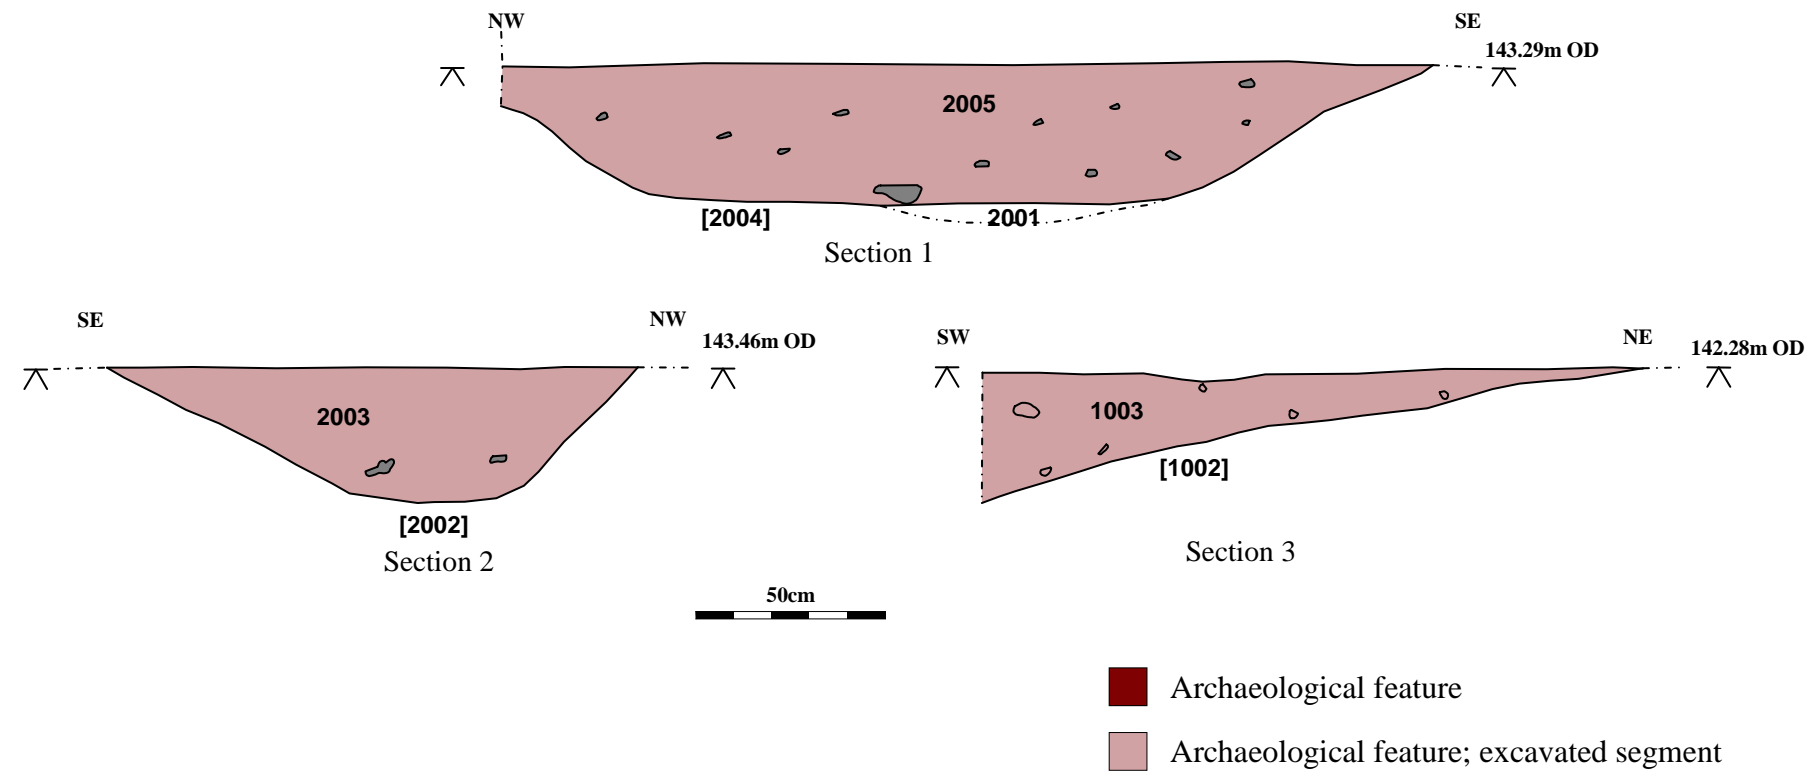 NW
SE
143.29m OD
2005
[2004]
2001
Section 1
SE
NW
143.46m OD
2003
[2002]
Section 2
SW
NE
142.28m OD
1003
[1002]
Section 3
50cm
Archaeological feature
Archaeological feature; excavated segment